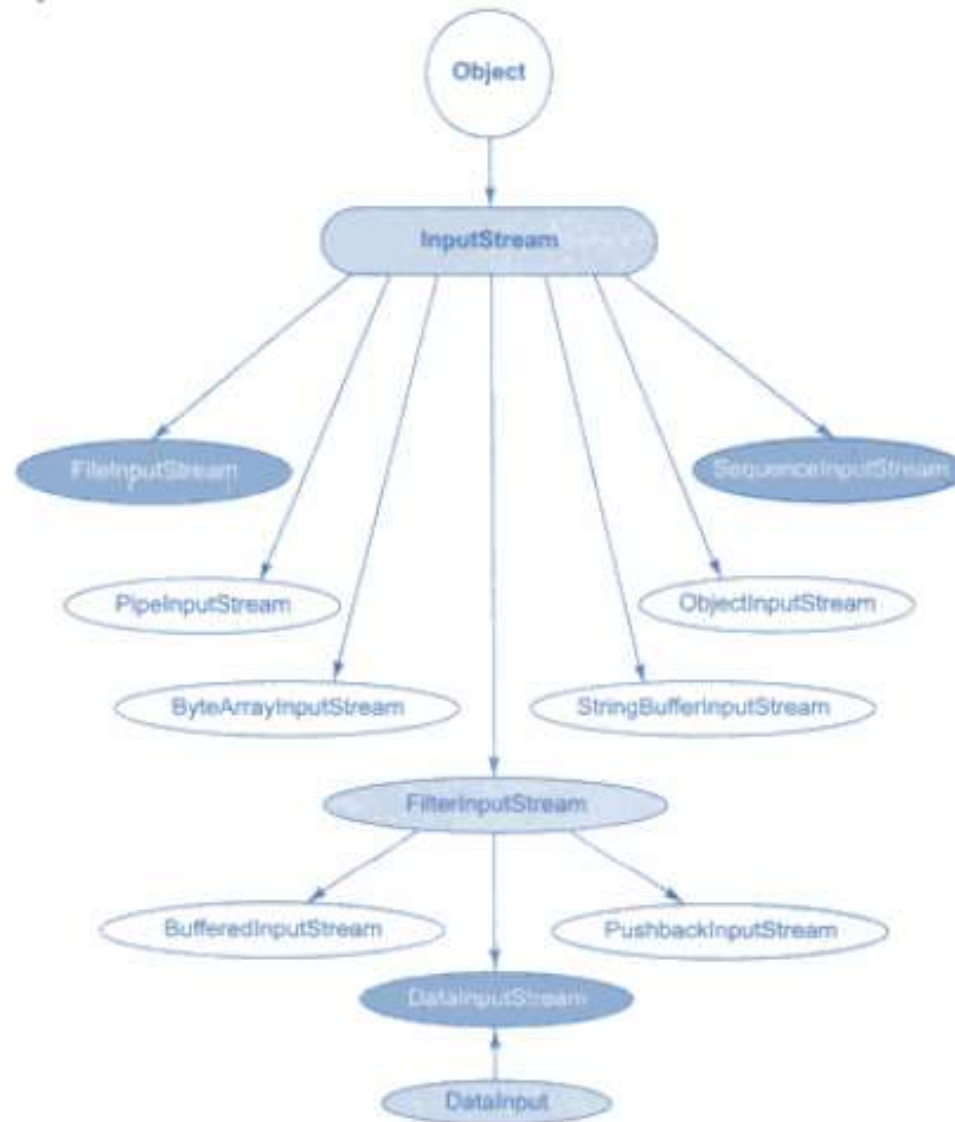 Object
InputStream
FileInputStream
SequenceInputStream
PipeInputStream
ObjectInputStream
ByteArrayInputStream
StringBufferInputStream
FilterInputStream
BufferedInputStream
PushbackInputStream
DataInputStream
DataInput